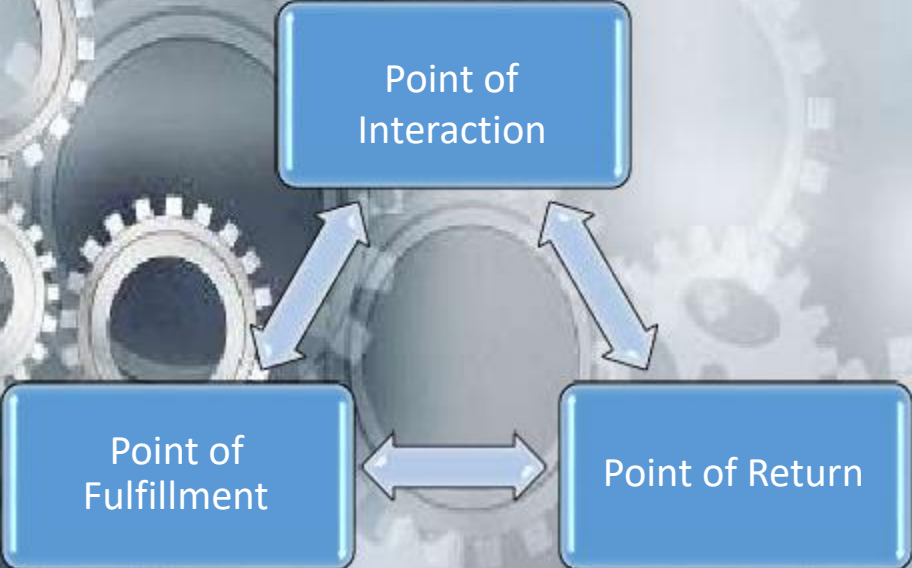 Point of
Interaction
Point of
Fulfillment
Point of Return